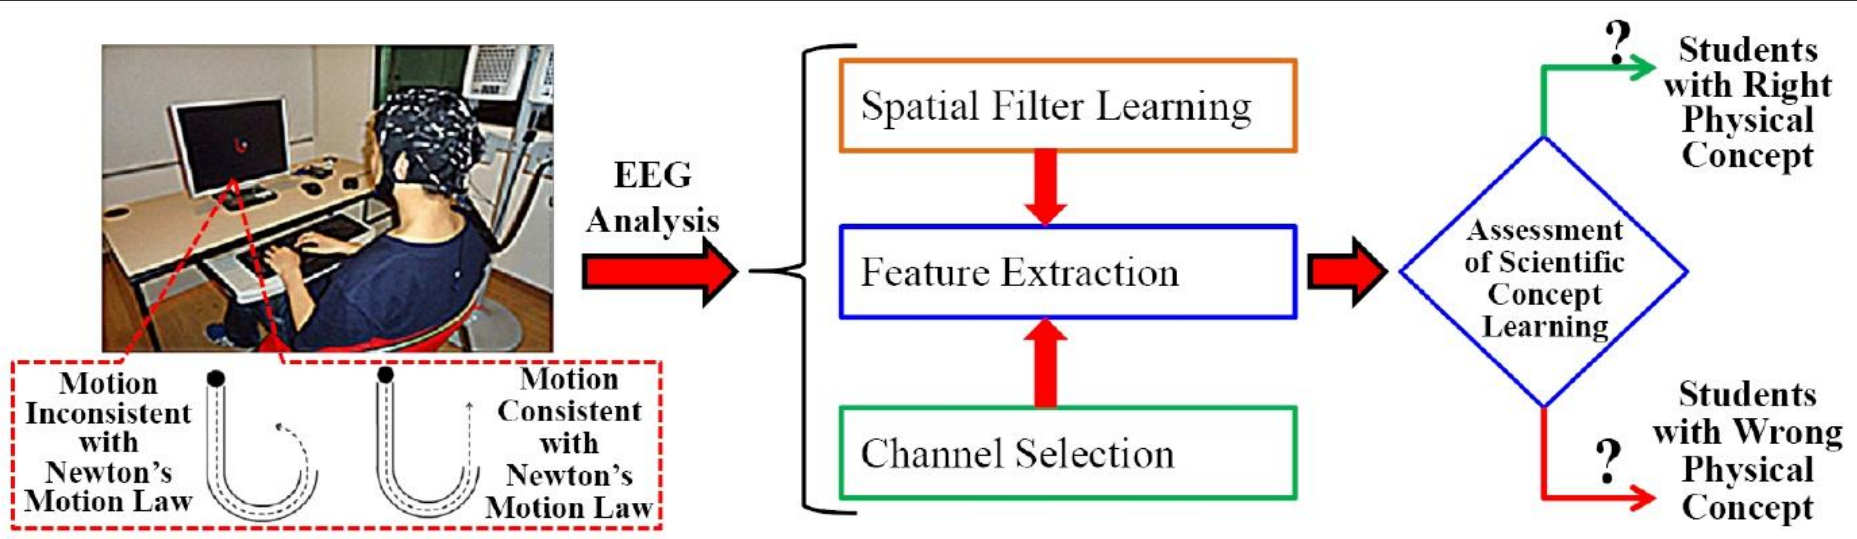 Motion
Inconsistent
with
Newton's
Motion Law
Motion
Consistent
with
Newton's
Motion Law
EEG
Analysis
Spatial Filter Learning
Feature Extraction
Channel Selection
Assessment
of Scientific
Concept
Learning
?
Students
with Right
Physical
Concept
?
Students
with Wrong
Physical
Concept